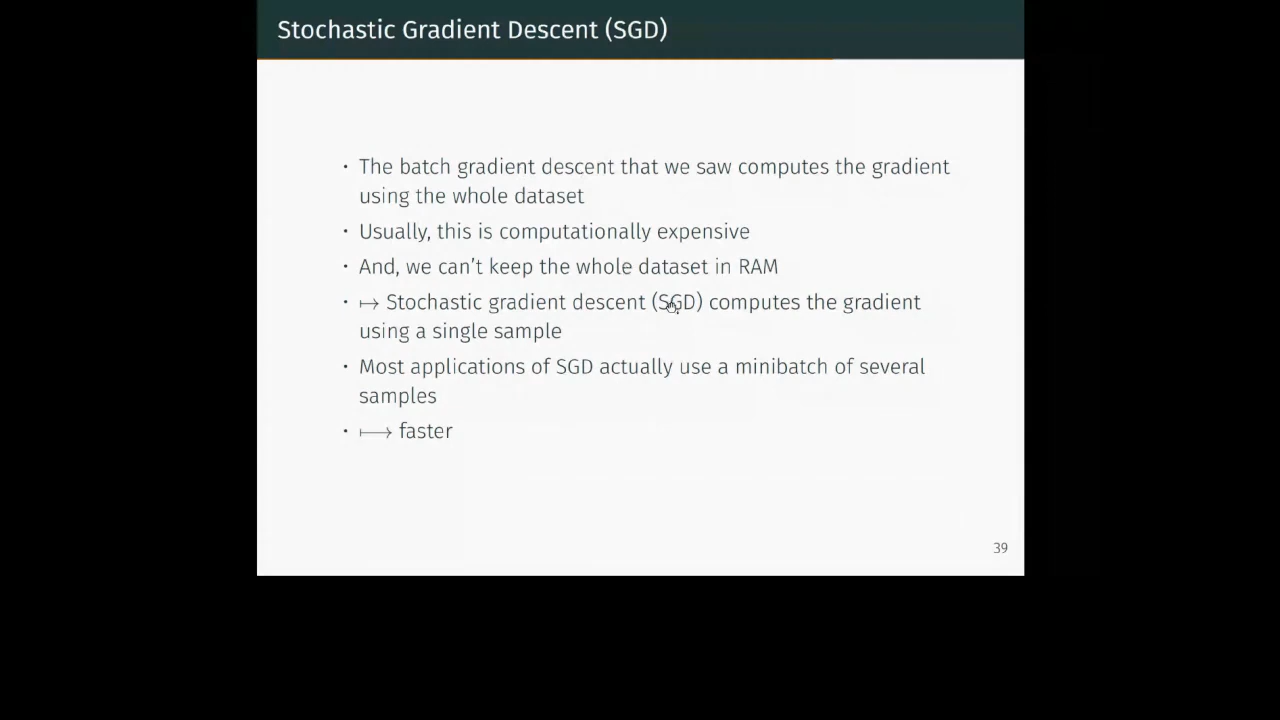 Stochastic Gradient Descent (SGD)
· The batch gradient descent that we saw computes the gradient
using the whole dataset
· Usually, this is computationally expensive
· And, we can't keep the whole dataset in RAM
· ↦ Stochastic gradient descent (SGD) computes the gradient
using a single sample
· Most applications of SGD actually use a minibatch of several
samples
· ⟼ faster
39